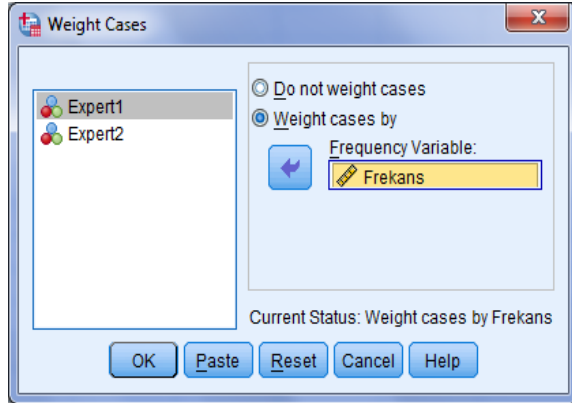 Weight Cases
Expert1
Expert2
Do not weight cases
Weight cases by
Frequency Variable:
Frekans
Current Status: Weight cases by Frekans
OK Paste Reset Cancel Help